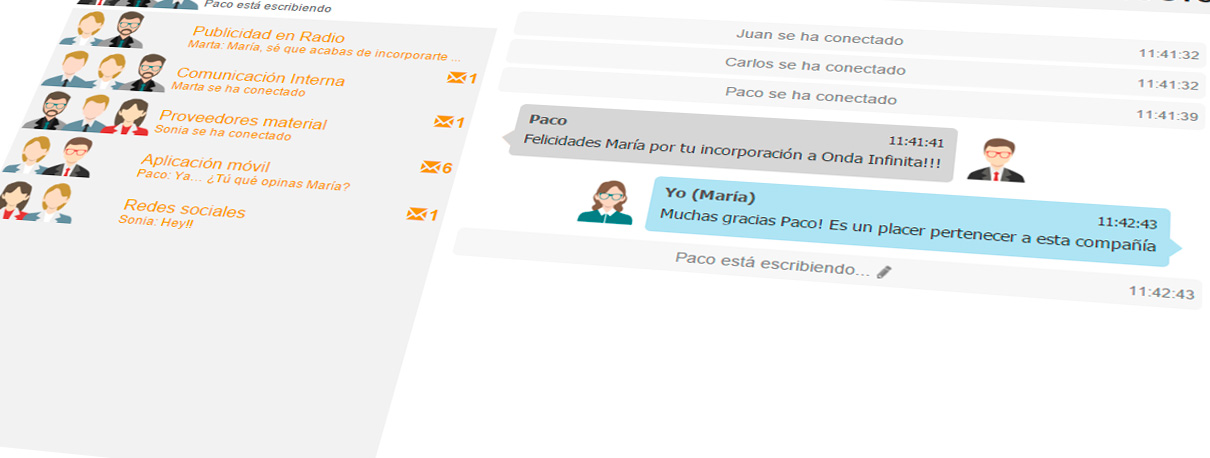 Paco está escribiendo
Publicidad en Radio
Marta: María, sé que acabas de incorporarte ...
Comunicación Interna
1
Marta se ha conectado
Proveedores material
1
Sonia se ha conectado
Aplicación móvil
6
Paco: Ya... ¿Tú qué opinas María?
Redes sociales
1
Sonia: Hey!!
Juan se ha conectado
11:41:32
Carlos se ha conectado
11:41:32
Paco se ha conectado
11:41:39
Paco
11:41:41
Felicidades María por tu incorporación a Onda Infinita!!!
Yo (María)
11:42:43
Muchas gracias Paco! Es un placer pertenecer a esta compañía
Paco está escribiendo...
11:42:43